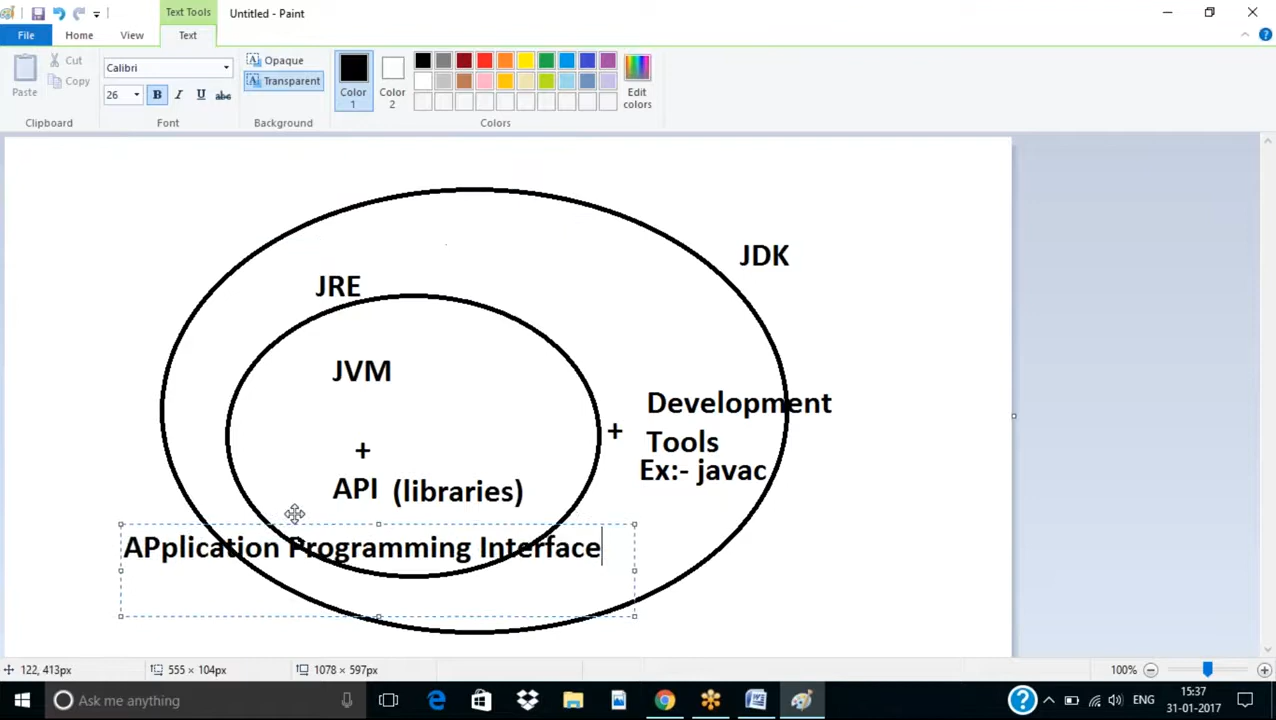 Text Tools
Untitled - Paint
File
Home
View
Text
Paste
Cut
Copy
Clipboard
Calibri
26
B I U abc
Font
Opaque
Transparent
Background
Color 1
Color 2
Edit colors
Colors
JDK
JRE
JVM
+
API (libraries)
+
Development
Tools
Ex:- javac
APplication Programming Interface
122, 413px
555 × 104px
1078 × 597px
100%
Ask me anything
ENG
15:37
31-01-2017